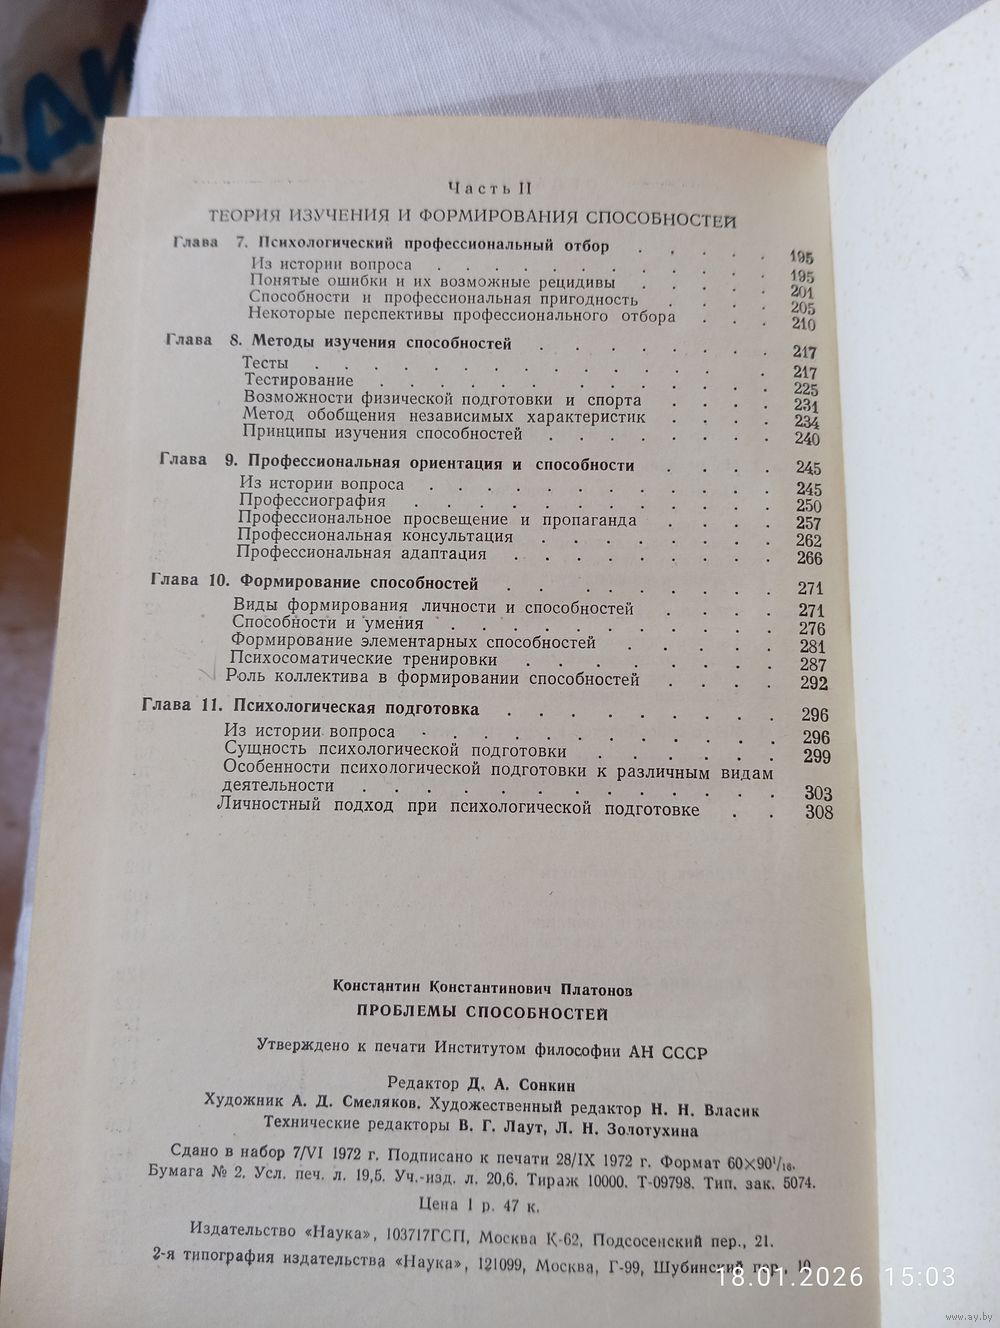 Часть II
ТЕОРИЯ ИЗУЧЕНИЯ И ФОРМИРОВАНИЯ СПОСОБНОСТЕЙ
Глава 7. Психологический профессиональный отбор . . . . . 195
Из истории вопроса . . . . . . . . . . . 195
Понятые ошибки и их возможные рецидивы . . . . . 201
Способности и профессиональная пригодность . . . . 205
Некоторые перспективы профессионального отбора . . . 210
Глава 8. Методы изучения способностей . . . . . . . . 217
Тесты . . . . . . . . . . . . . . 217
Тестирование . . . . . . . . . . . . 225
Возможности физической подготовки и спорта . . . . 231
Метод обобщения независимых характеристик . . . . 234
Принципы изучения способностей . . . . . . . . 240
Глава 9. Профессиональная ориентация и способности . . . . 245
Из истории вопроса . . . . . . . . . . . 245
Профессиография . . . . . . . . . . . 250
Профессиональное просвещение и пропаганда . . . . 257
Профессиональная консультация . . . . . . . . 262
Профессиональная адаптация . . . . . . . . . 266
Глава 10. Формирование способностей . . . . . . . . . 271
Виды формирования личности и способностей . . . . 271
Способности и умения . . . . . . . . . . 276
Формирование элементарных способностей . . . . . 281
Психосоматические тренировки . . . . . . . . 287
Роль коллектива в формировании способностей . . . . 292
Глава 11. Психологическая подготовка . . . . . . . . . 296
Из истории вопроса . . . . . . . . . . . 296
Сущность психологической подготовки . . . . . . 299
Особенности психологической подготовки к различным видам
деятельности . . . . . . . . . . . . . 303
Личностный подход при психологической подготовке . . 308
Константин Константинович Платонов
ПРОБЛЕМЫ СПОСОБНОСТЕЙ
Утверждено к печати Институтом философии АН СССР
Редактор Д. А. Сонкин
Художник А. Д. Смеляков. Художественный редактор Н. Н. Власик
Технические редакторы В. Г. Лаут, Л. Н. Золотухина
Сдано в набор 7/VI 1972 г. Подписано к печати 28/IX 1972 г. Формат 60×90¹/₁₆.
Бумага № 2. Усл. печ. л. 19,5. Уч.-изд. л. 20,6. Тираж 10000. Т-09798. Тип. зак. 5074.
Цена 1 р. 47 к.
Издательство «Наука», 103717ГСП, Москва К-62, Подсосенский пер., 21.
2-я типография издательства «Наука», 121099, Москва, Г-99, Шубинский пер., 10
18.01.2026 15:03
www.ay.by